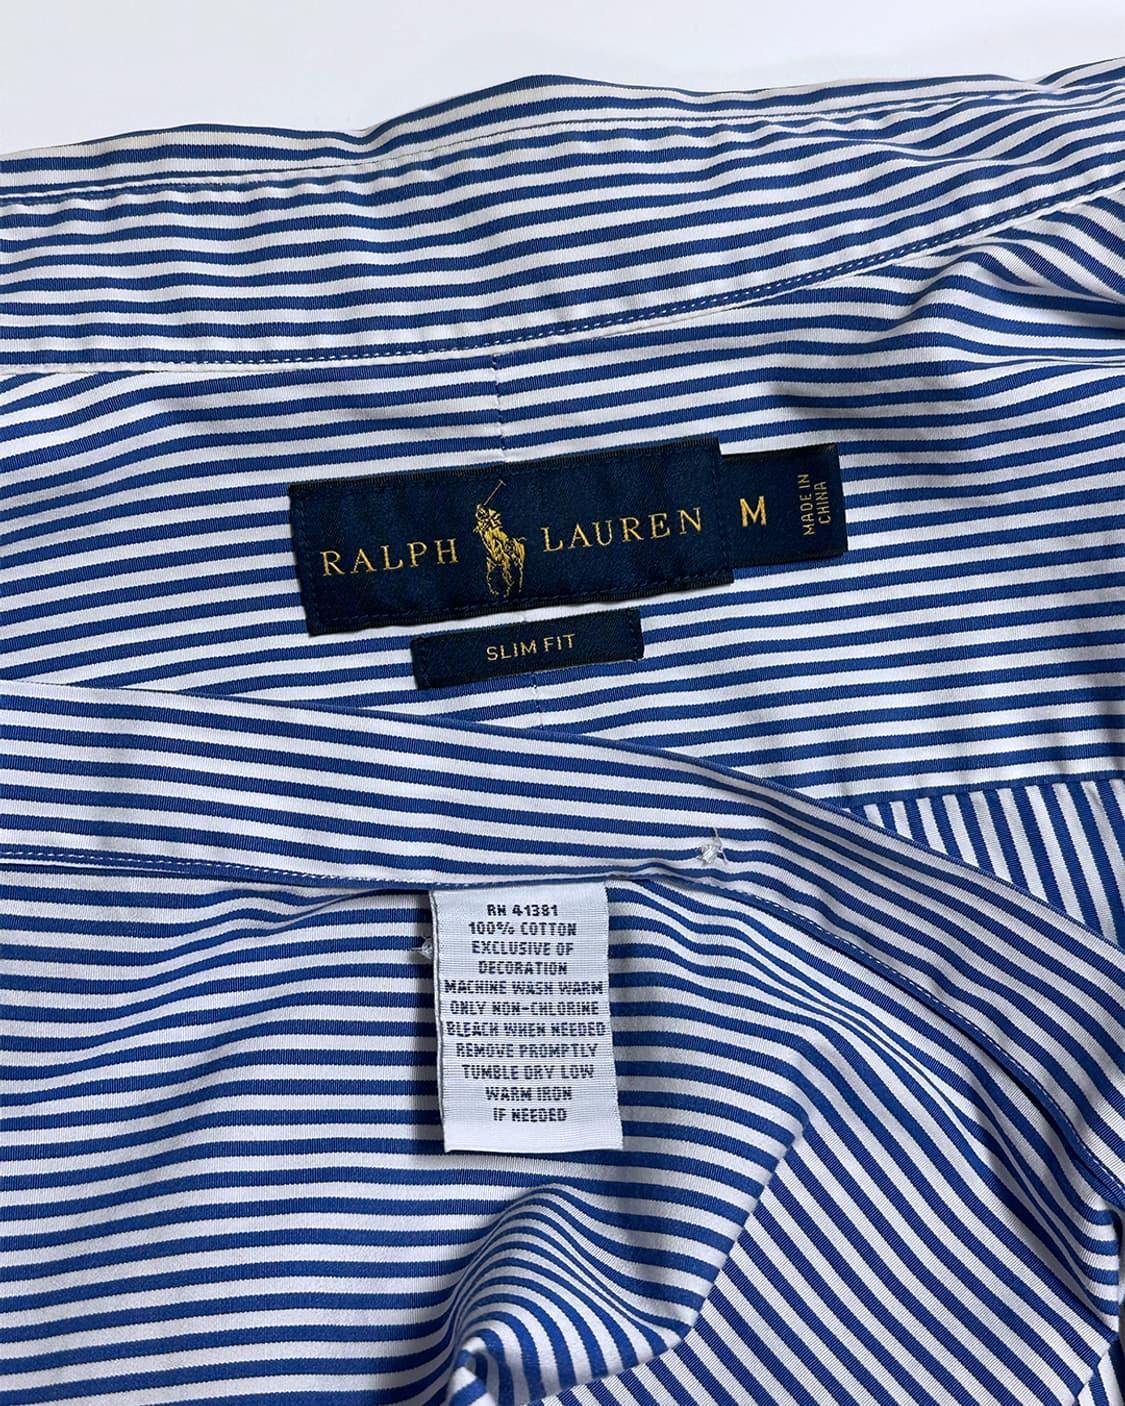 RALPH LAUREN
M
MADE IN
CHINA
SLIM FIT
RN 41381
100% COTTON
EXCLUSIVE OF
DECORATION
MACHINE WASH WARM
ONLY NON-CHLORINE
BLEACH WHEN NEEDED
REMOVE PROMPTLY
TUMBLE DRY LOW
WARM IRON
IF NEEDED